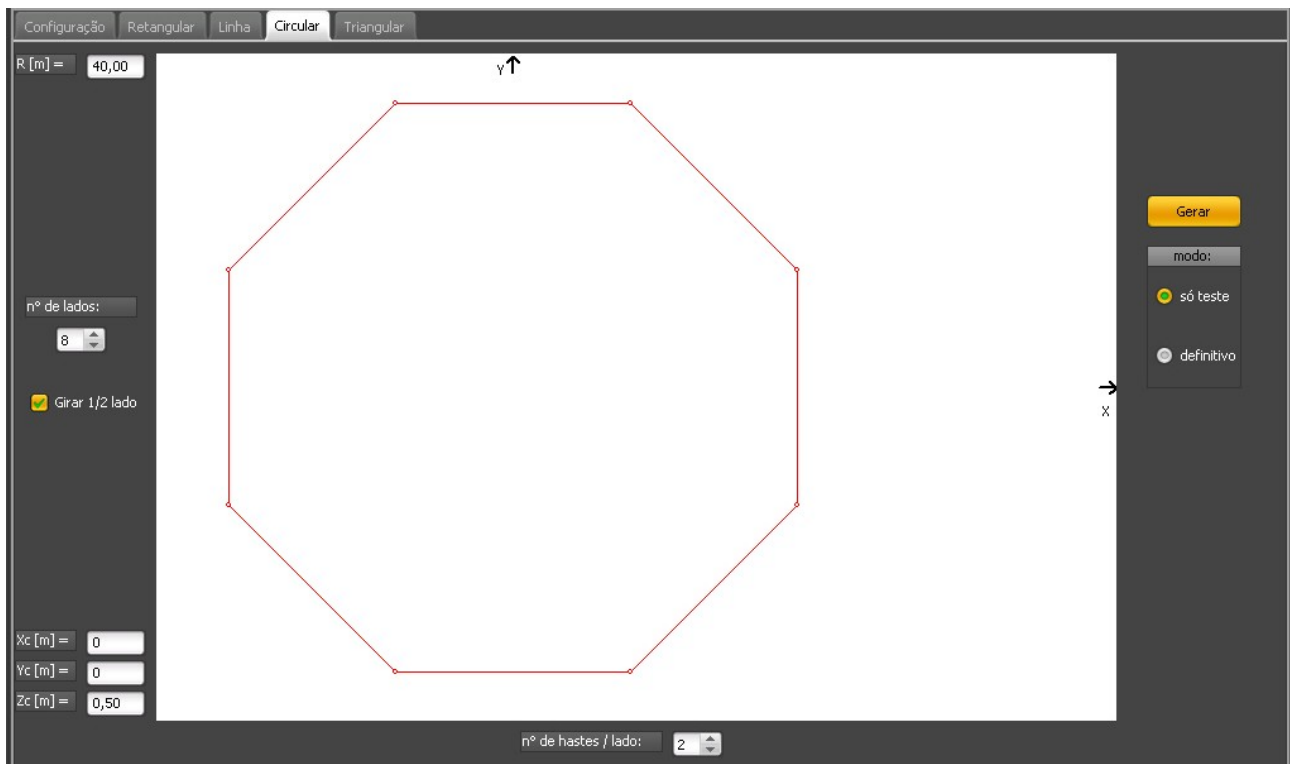 Configuração Retangular Linha Circular Triangular
R [m] = 40,00
Y
Gerar
modo:
só teste
definitivo
nº de lados:
8
Girar 1/2 lado
X
Xc [m] = 0
Yc [m] = 0
Zc [m] = 0,50
nº de hastes / lado: 2